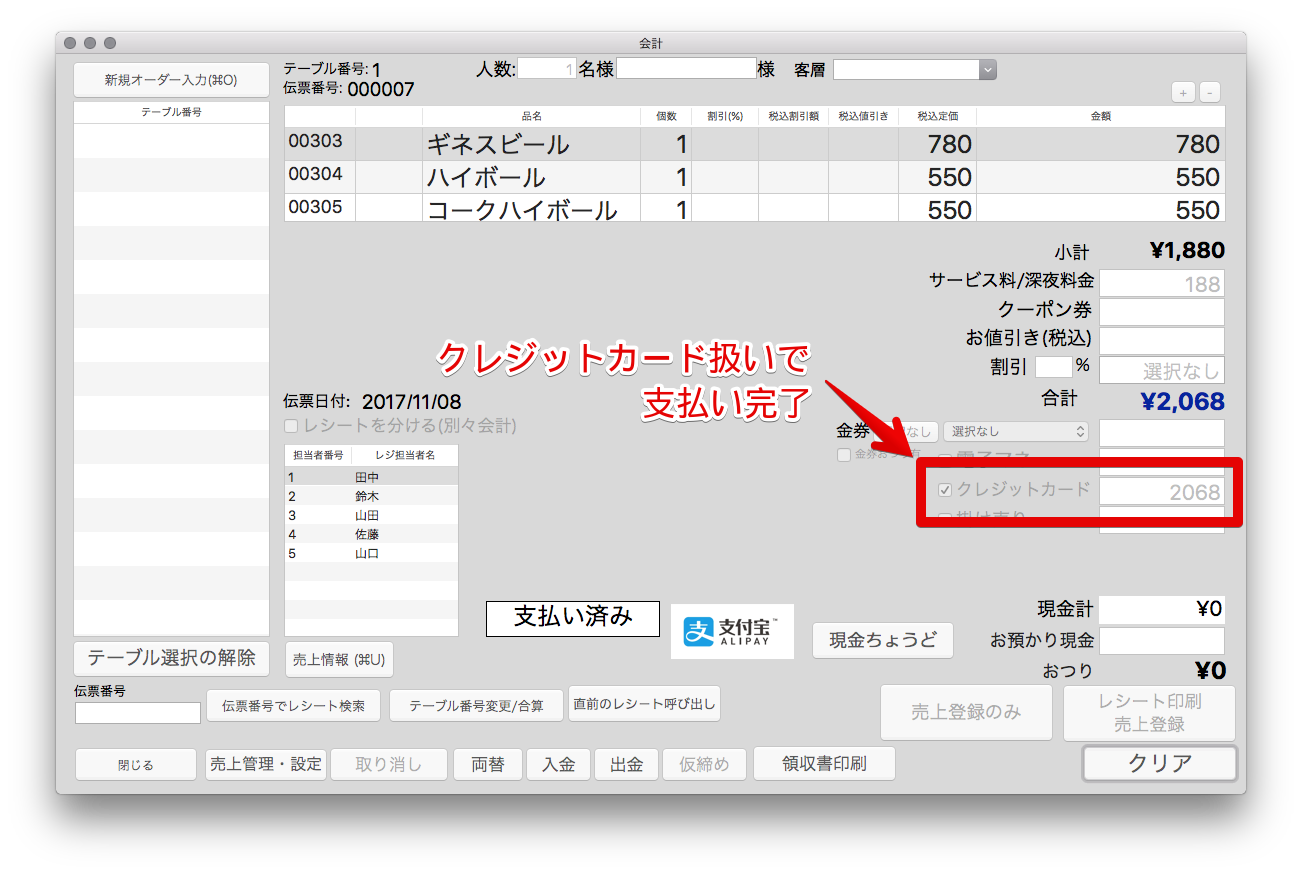 会計
新規オーダー入力(⌘O)
テーブル番号:1
人数: 1 名様 様 客層
伝票番号: 000007
+ -
テーブル番号
品名 個数 割引(%) 税込割引額 税込値引き 税込定価 金額
00303 ギネスビール 1 780 780
00304 ハイボール 1 550 550
00305 コークハイボール 1 550 550
小計 ¥1,880
サービス料/深夜料金 188
クーポン券
お値引き(税込)
割引 % 選択なし
合計 ¥2,068
クレジットカード扱いで
支払い完了
伝票日付: 2017/11/08
レシートを分ける(別々会計)
金券 なし 選択なし
金券おつり有
電子マネー
クレジットカード 2068
掛け売り
担当者番号 レジ担当者名
1 田中
2 鈴木
3 山田
4 佐藤
5 山口
支払い済み
支付宝™
ALIPAY
現金ちょうど
現金計 ¥0
お預かり現金
おつり ¥0
テーブル選択の解除
売上情報 (⌘U)
伝票番号
伝票番号でレシート検索
テーブル番号変更/合算
直前のレシート呼び出し
売上登録のみ
レシート印刷
売上登録
閉じる
売上管理・設定
取り消し
両替
入金
出金
仮締め
領収書印刷
クリア